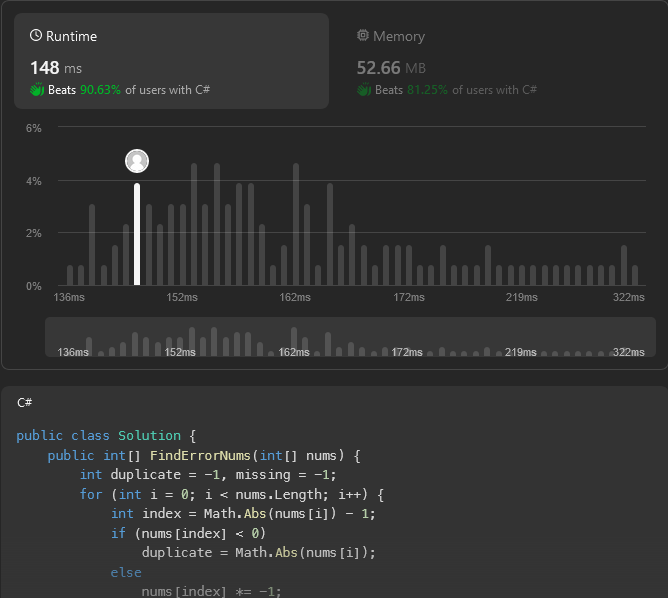 Runtime
Memory
148 ms
52.66 MB
Beats 90.63% of users with C#
Beats 81.25% of users with C#
6%
4%
2%
0%
136ms 152ms 162ms 172ms 219ms 322ms
136ms 152ms 162ms 172ms 219ms 322ms
C#
public class Solution {
    public int[] FindErrorNums(int[] nums) {
        int duplicate = -1, missing = -1;
        for (int i = 0; i < nums.Length; i++) {
            int index = Math.Abs(nums[i]) - 1;
            if (nums[index] < 0)
                duplicate = Math.Abs(nums[i]);
            else
                nums[index] *= -1;